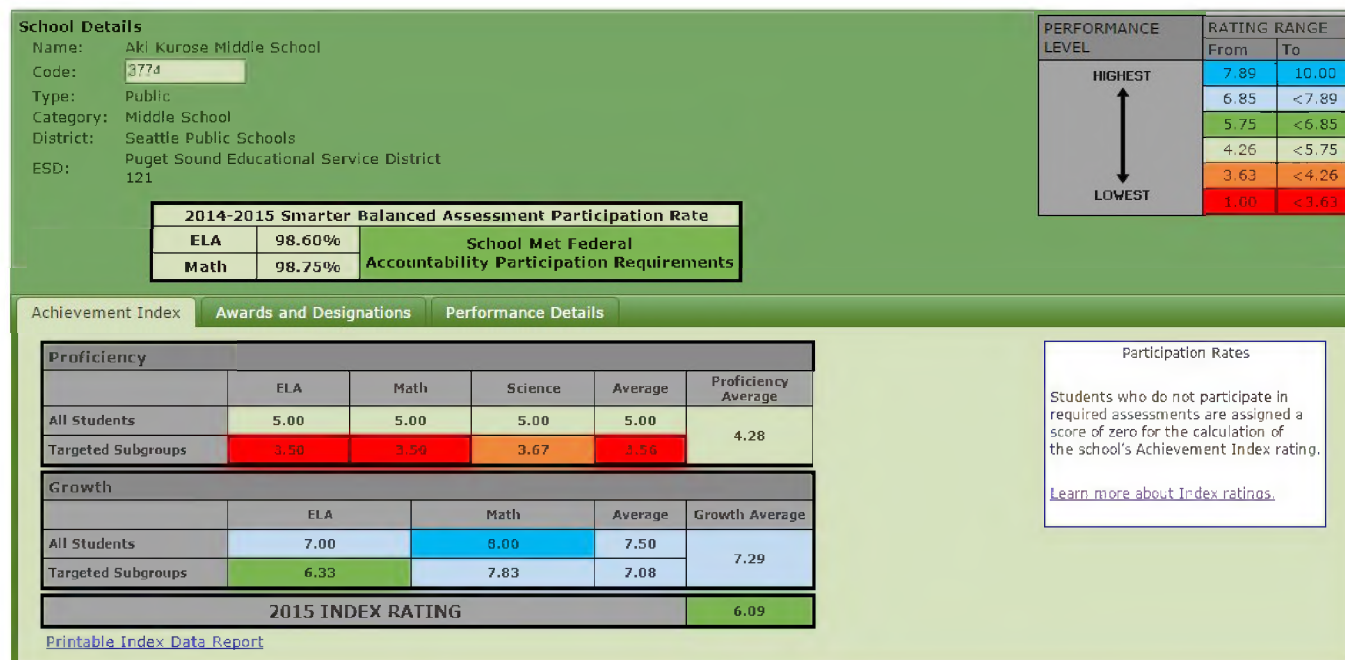 School Details
Name: Aki Kurose Middle School
Code: 3774
Type: Public
Category: Middle School
District: Seattle Public Schools
ESD: Puget Sound Educational Service District
121
PERFORMANCE LEVEL RATING RANGE
From To
HIGHEST 7.89 10.00
6.85 <7.89
5.75 <6.85
4.26 <5.75
3.63 <4.26
LOWEST 1.00 <3.63
2014-2015 Smarter Balanced Assessment Participation Rate
ELA 98.60% School Met Federal
Math 98.75% Accountability Participation Requirements
Achievement Index Awards and Designations Performance Details
Proficiency
ELA Math Science Average Proficiency Average
All Students 5.00 5.00 5.00 5.00 4.28
Targeted Subgroups 3.50 3.50 3.67 3.56
Growth
ELA Math Average Growth Average
All Students 7.00 8.00 7.50 7.29
Targeted Subgroups 6.33 7.83 7.08
2015 INDEX RATING 6.09
Printable Index Data Report
Participation Rates
Students who do not participate in
required assessments are assigned a
score of zero for the calculation of
the school's Achievement Index rating.
Learn more about Index ratings.